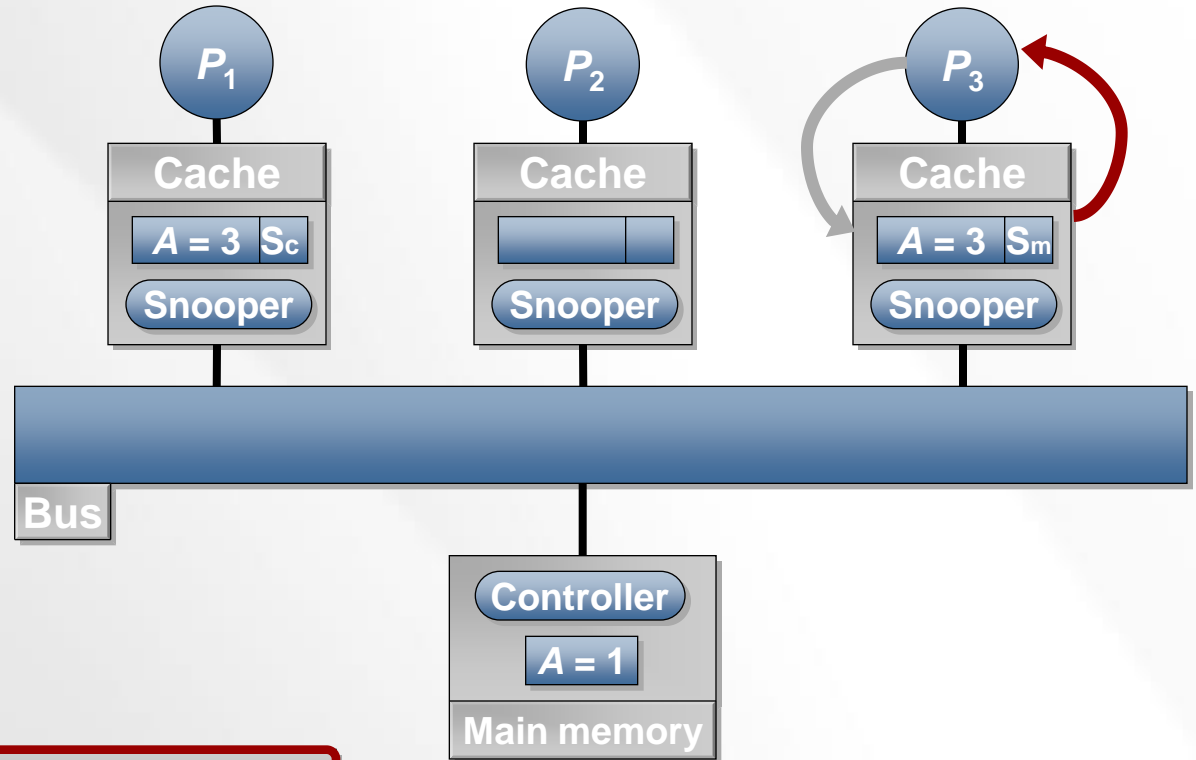 P1
P2
P3
Cache
Cache
Cache
A = 3 Sc
A = 3 Sm
Snooper
Snooper
Snooper
Bus
Controller
A = 1
Main memory